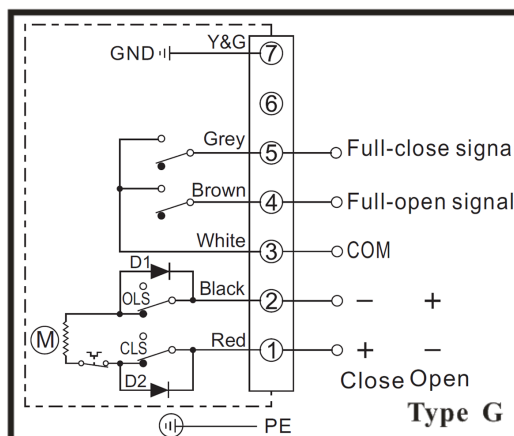 Y&G
GND
7
6
Grey
5
Full-close signa
Brown
4
Full-open signal
White
3
COM
D1
OLS
Black
2
− +
M
CLS
Red
1
+ −
D2
Close Open
Type G
PE